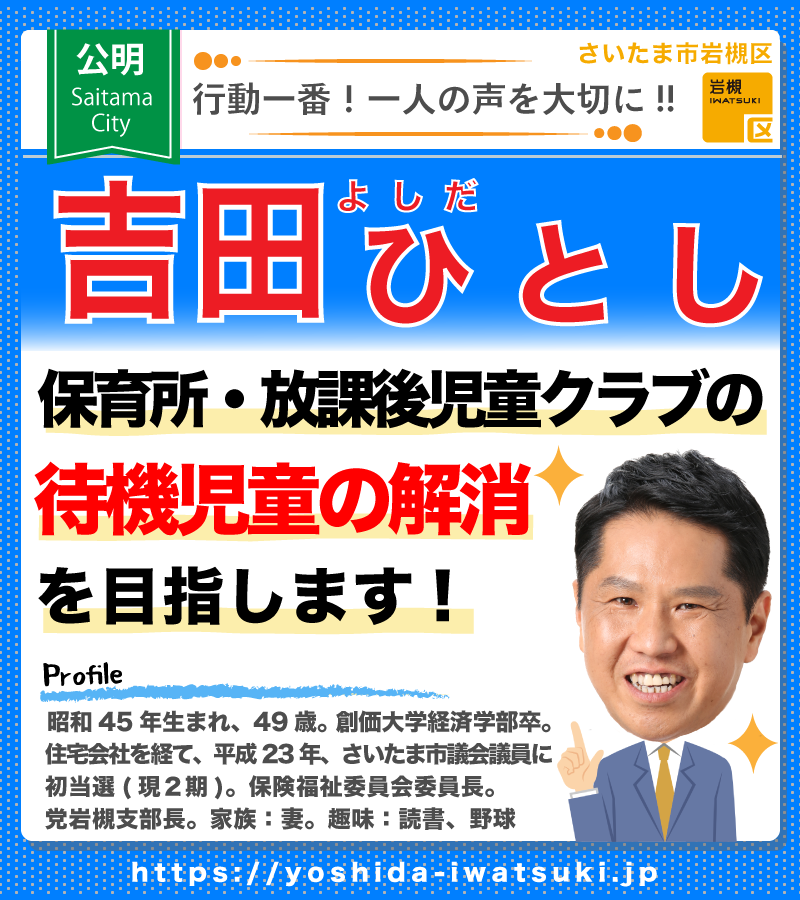 公明
Saitama
City
さいたま市岩槻区
行動一番！一人の声を大切に!!
岩槻
IWATSUKI
区
よしだ
吉田ひとし
保育所・放課後児童クラブの
待機児童の解消
を目指します！
Profile
昭和45年生まれ、49歳。創価大学経済学部卒。
住宅会社を経て、平成23年、さいたま市議会議員に
初当選(現2期)。保険福祉委員会委員長。
党岩槻支部長。家族：妻。趣味：読書、野球
https://yoshida-iwatsuki.jp